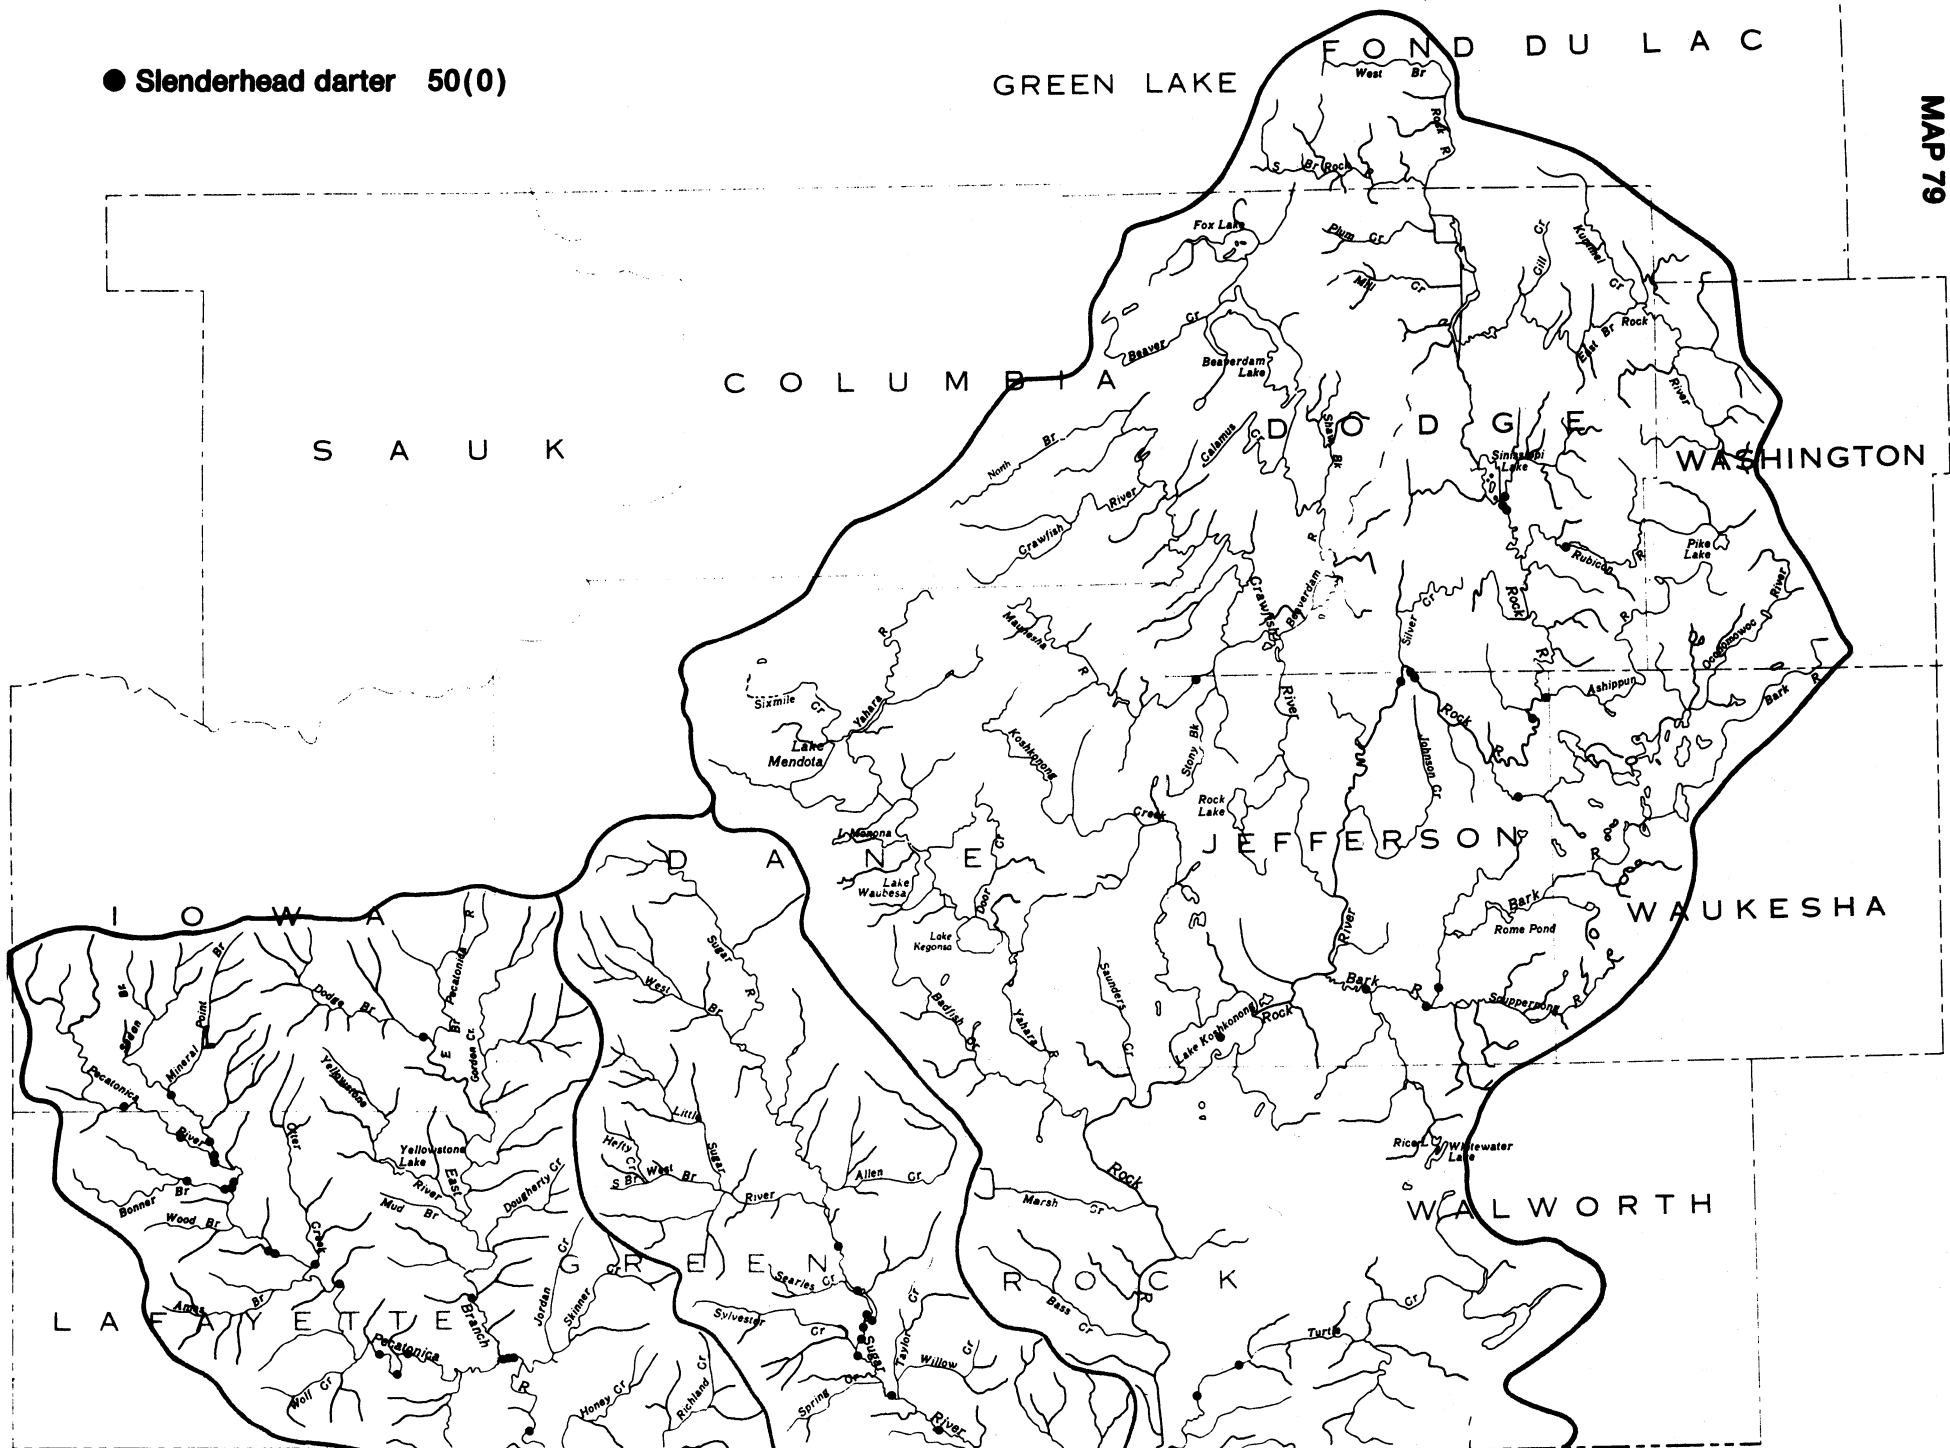 ● Slenderhead darter 50(0)
MAP 79
FOND DU LAC
GREEN LAKE
West Br
Rock R
S Br Rock R
Fox Lake
Plum Cr
Mill Cr
Gill Cr
Kummel Cr
East Br Rock River
Beaver Cr
Beaverdam Lake
COLUMBIA
SAUK
DODGE
WASHINGTON
North Br
Calamus Cr
Shaw Bk
Sinissippi Lake
Crawfish River
Pike Lake
Rubicon R
Maunesha R
Crawfish River
Beaverdam R
Silver Cr
Rock R
Oconomowoc River
R
Sixmile Cr
Yahara R
Lake Mendota
Koshkonong Creek
Stony Bk
Rock R
Johnson Cr
Ashippun
Bark R
Rock Lake
L Monona
JEFFERSON
DANE
Lake Waubesa
Door Cr
Lake Kegonsa
River
Bark R
Rome Pond
WAUKESHA
IOWA
Pecatonica R
Br
Sugar R
West Br
Dodge Br
Mineral Point Br
Br
E Br
Gordon Cr.
Pecatonica River
Yellowstone
Badfish Cr
Yahara R
Saunders Cr
Lake Koshkonong
Rock
Bark R
Scuppernong R
Otter Creek
Yellowstone Lake
River
East
Little Sugar
Hefty Cr
West Br
S Br
River
Allen Cr
Rice L
Whitewater Lake
Bonner Br
Wood Br
Mud Br
Dougherty Cr
Marsh Cr
Rock
R
WALWORTH
GREEN
ROCK
LAFAYETTE
Ames Br
Branch
Jordan Cr
Skinner Cr
Searles Cr
Sylvester Cr
Sugar
Taylor Cr
Willow Cr
Bass Cr
Turtle Cr
Pecatonica R
Wolf Cr
Honey Cr
Richland Cr
Spring Cr
River